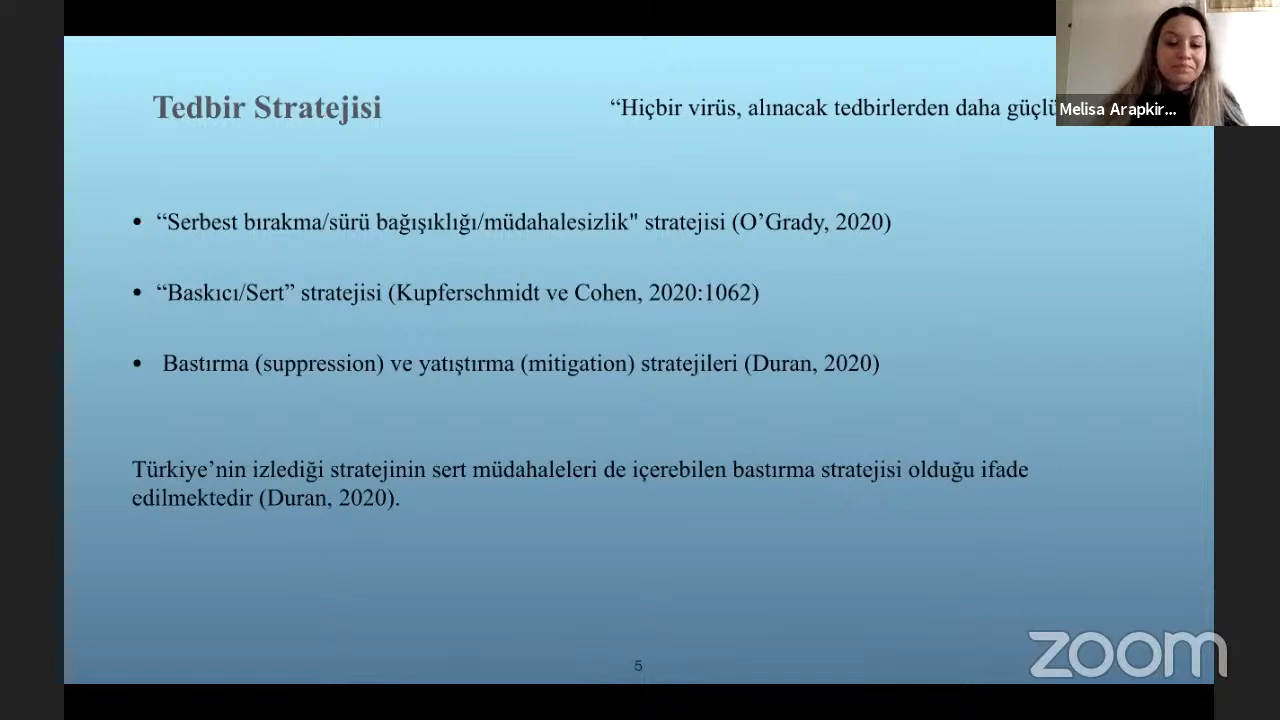 Tedbir Stratejisi
“Hiçbir virüs, alınacak tedbirlerden daha güçlü
Melisa Arapkir...
• “Serbest bırakma/sürü bağışıklığı/müdahalesizlik" stratejisi (O’Grady, 2020)
• “Baskıcı/Sert” stratejisi (Kupferschmidt ve Cohen, 2020:1062)
• Bastırma (suppression) ve yatıştırma (mitigation) stratejileri (Duran, 2020)
Türkiye’nin izlediği stratejinin sert müdahaleleri de içerebilen bastırma stratejisi olduğu ifade
edilmektedir (Duran, 2020).
5
zoom